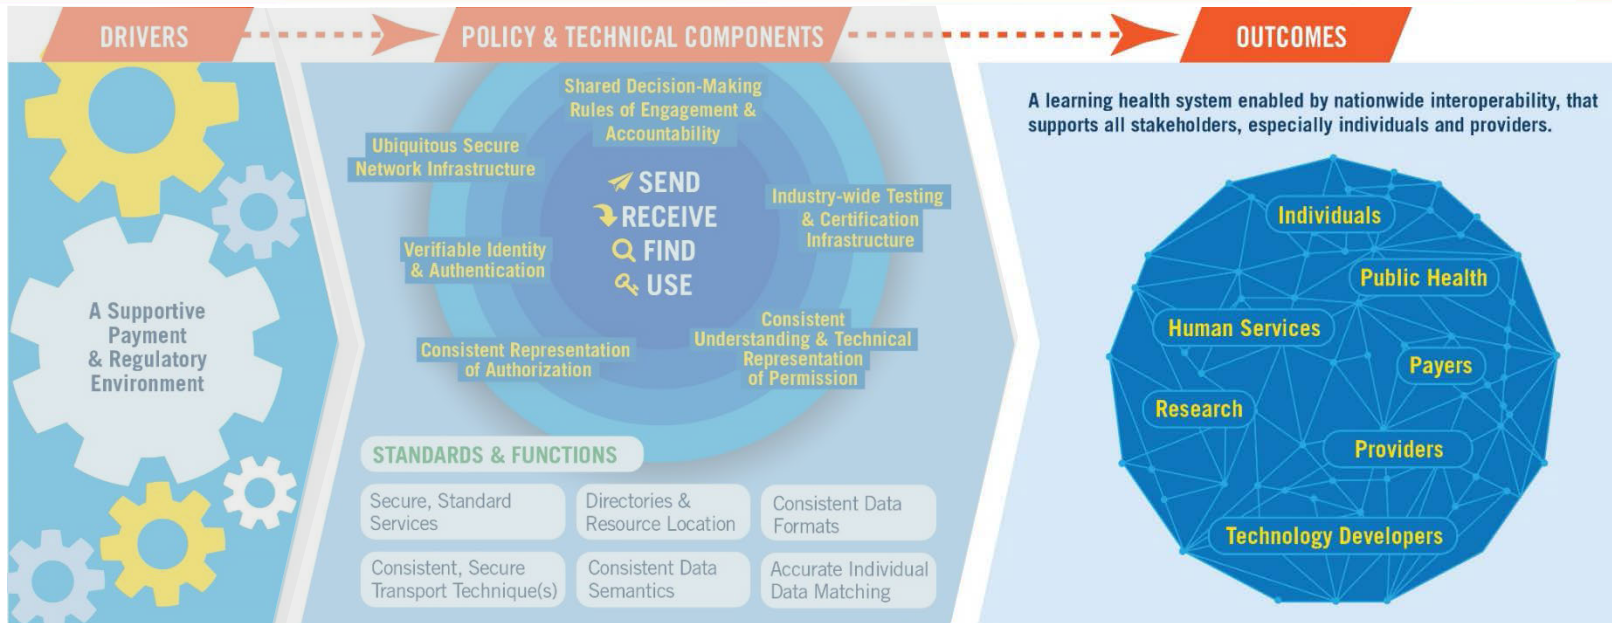 DRIVERS
POLICY & TECHNICAL COMPONENTS
OUTCOMES
A Supportive
Payment
& Regulatory
Environment
Shared Decision-Making
Rules of Engagement &
Accountability
Ubiquitous Secure
Network Infrastructure
SEND
RECEIVE
FIND
USE
Industry-wide Testing
& Certification
Infrastructure
Verifiable Identity
& Authentication
Consistent
Understanding & Technical
Representation
of Permission
Consistent Representation
of Authorization
STANDARDS & FUNCTIONS
Secure, Standard
Services
Directories &
Resource Location
Consistent Data
Formats
Consistent, Secure
Transport Technique(s)
Consistent Data
Semantics
Accurate Individual
Data Matching
A learning health system enabled by nationwide interoperability, that
supports all stakeholders, especially individuals and providers.
Individuals
Public Health
Human Services
Payers
Research
Providers
Technology Developers